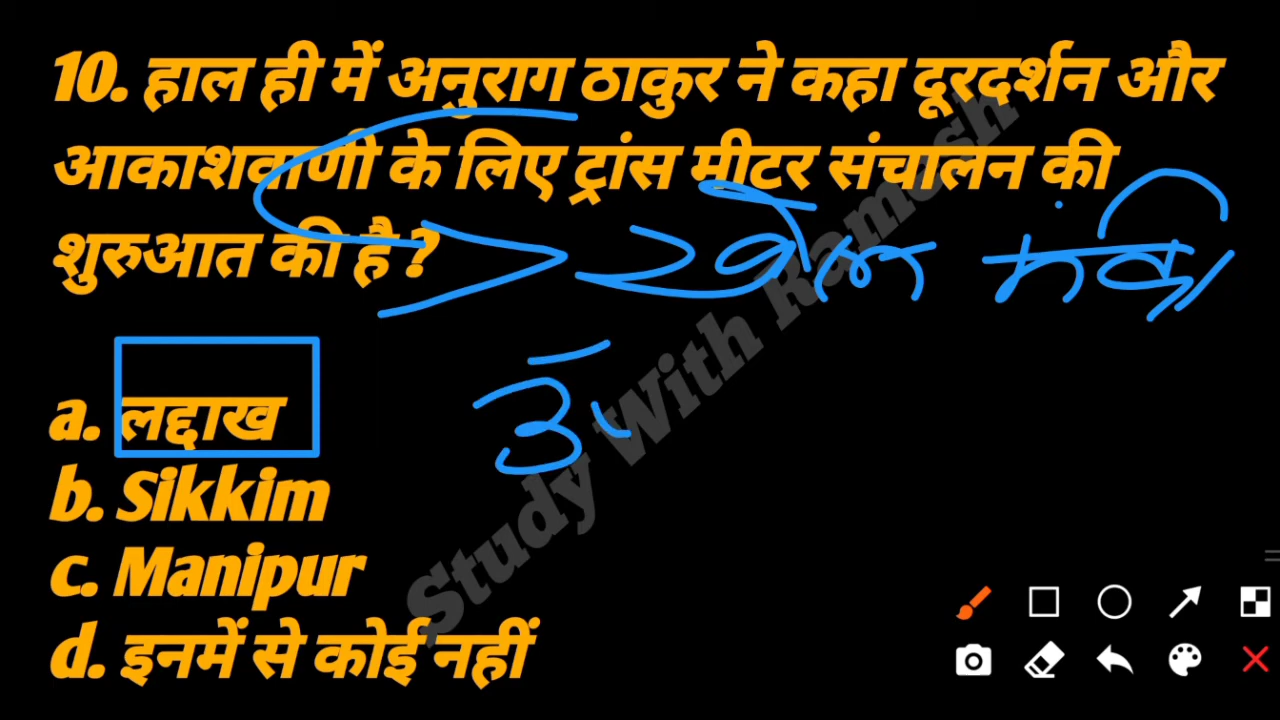 10. हाल ही में अनुराग ठाकुर ने कहा दूरदर्शन और
आकाशवाणी के लिए ट्रांस मीटर संचालन की
शुरुआत की है ?
खेल मंत्री
a. लद्दाख
b. Sikkim
c. Manipur
d. इनमें से कोई नहीं
Study With Ramesh